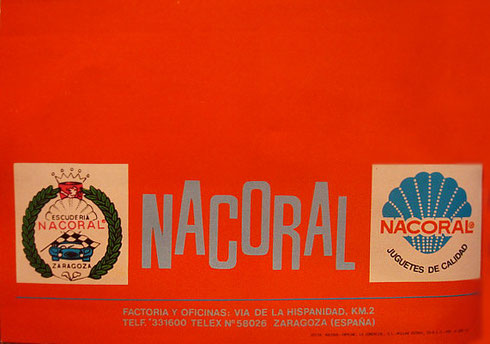 ESCUDERIA
NACORAL
ZARAGOZA
NACORAL
NACORAL®
JUGUETES DE CALIDAD
FACTORIA Y OFICINAS: VIA DE LA HISPANIDAD, KM.2
TELF. *331600 TELEX Nº 58026 ZARAGOZA (ESPAÑA)